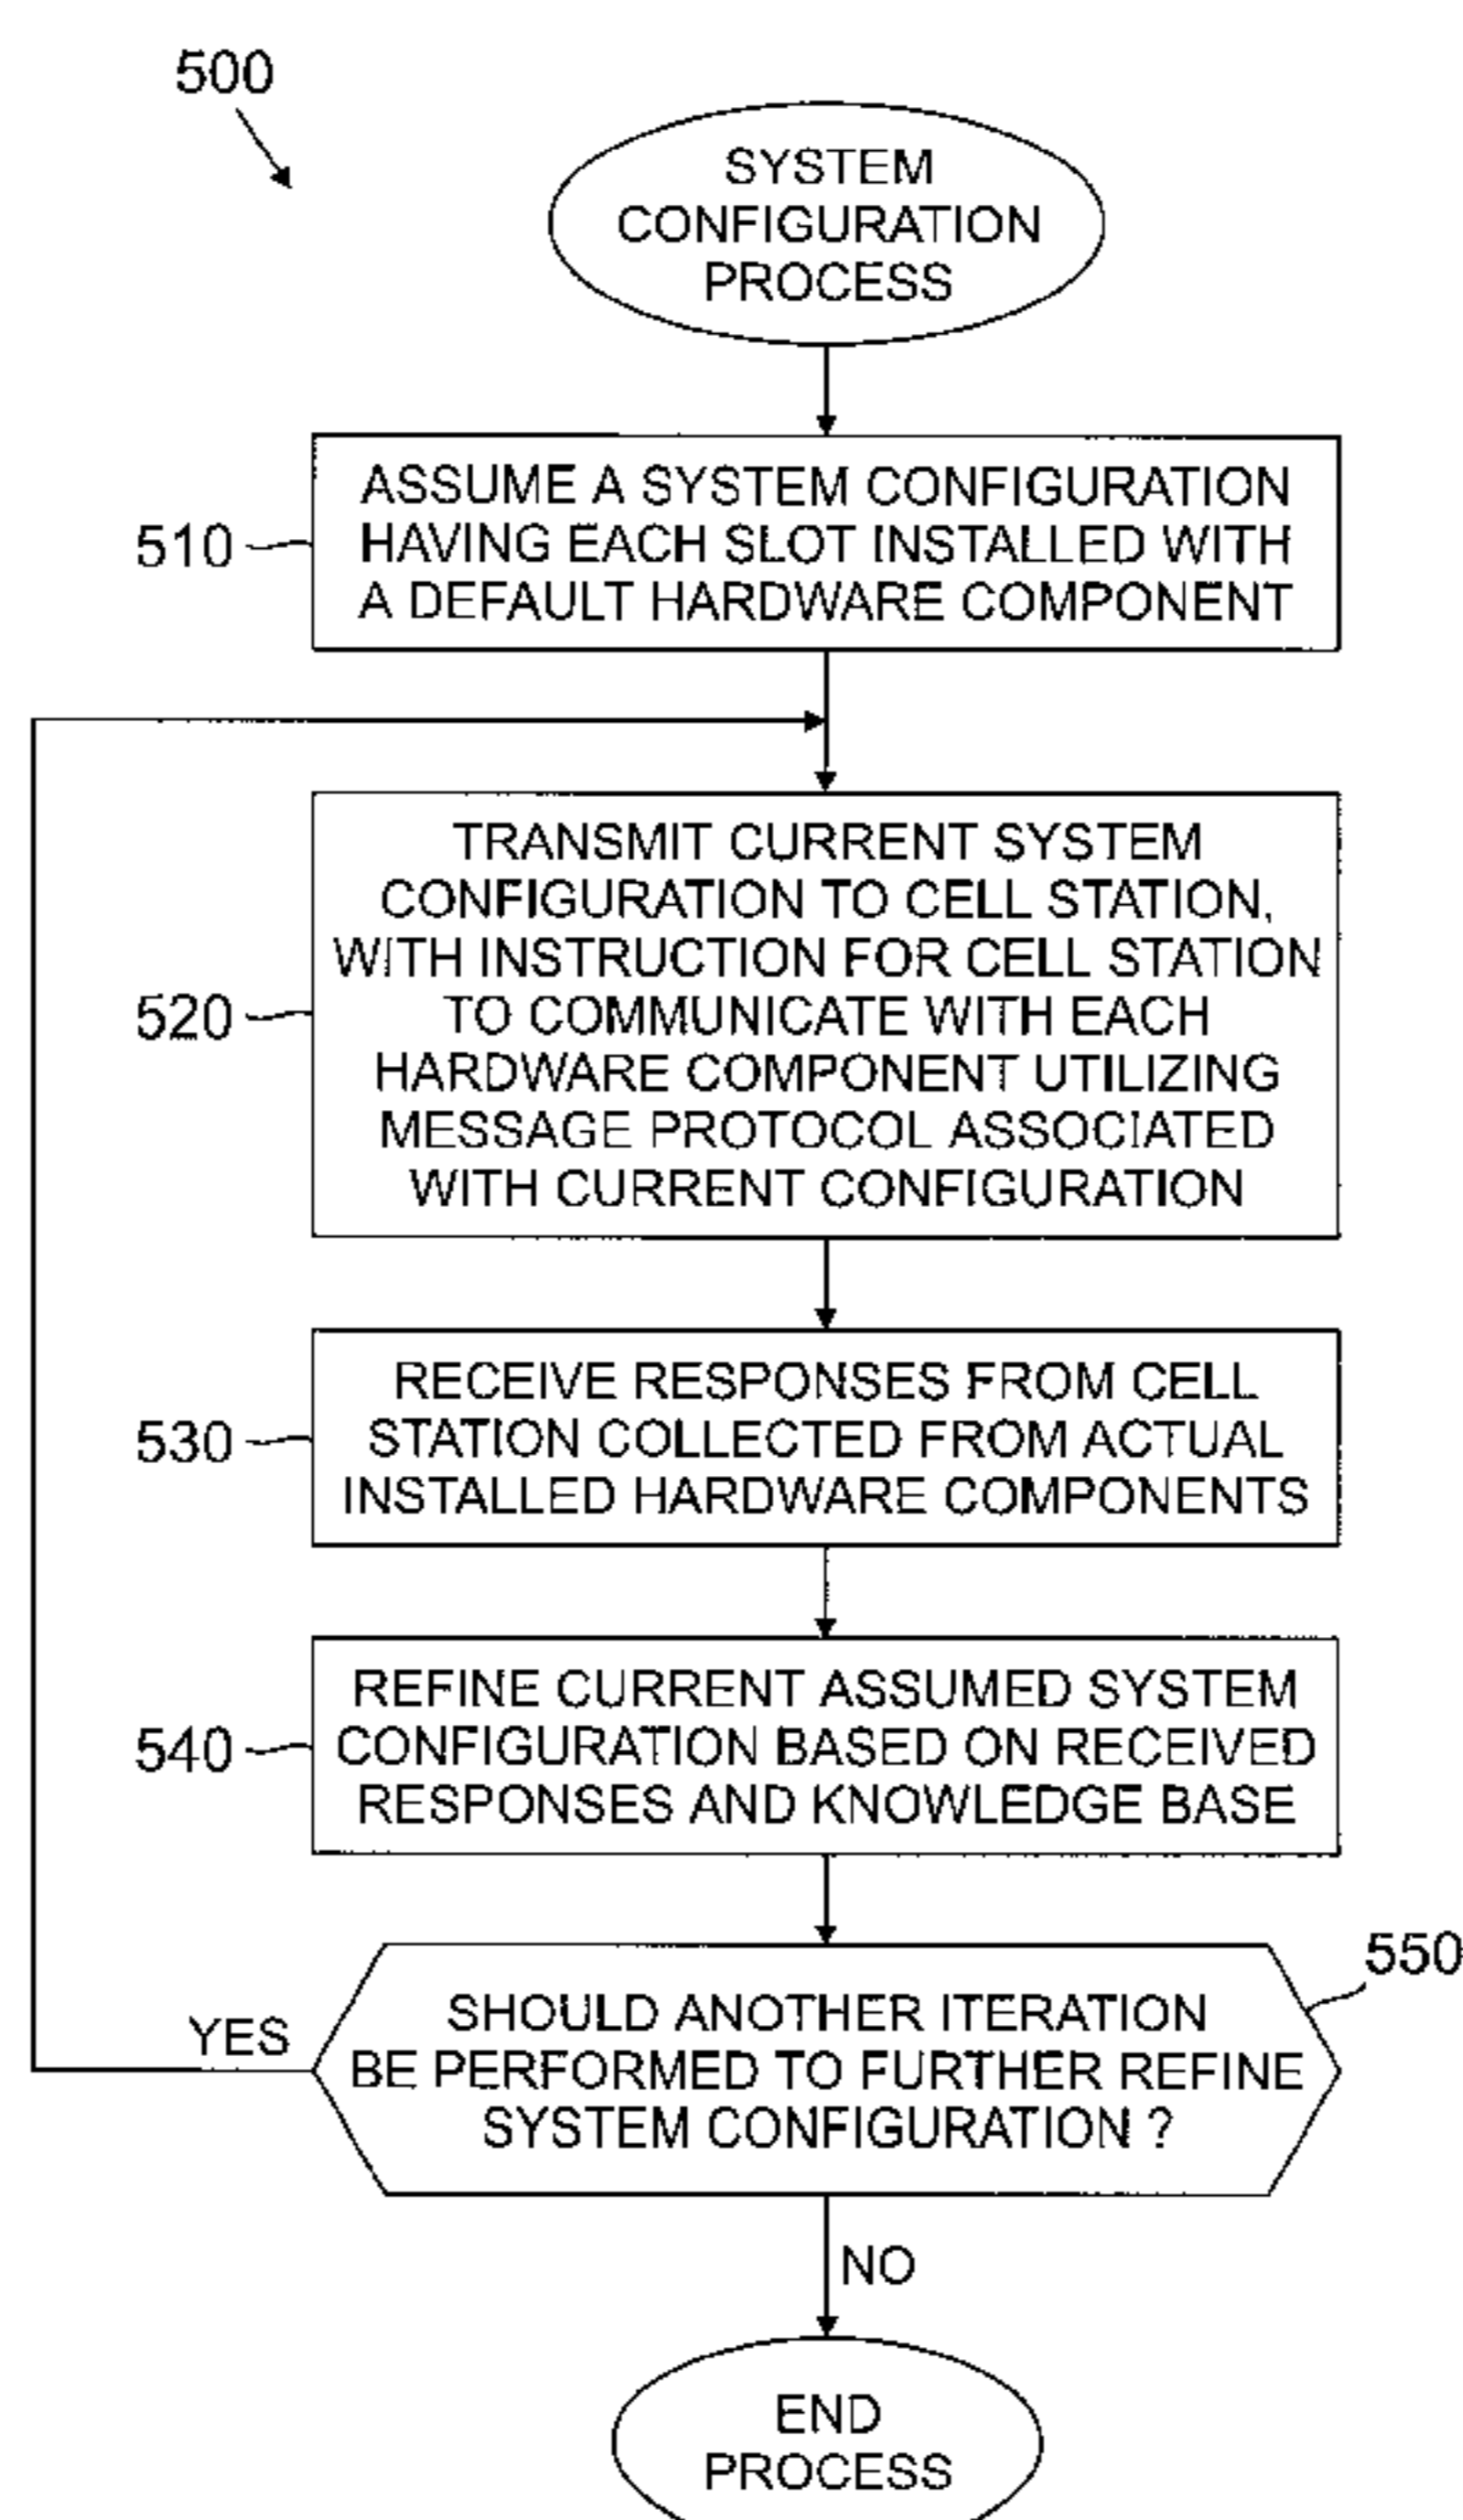 500
SYSTEM
CONFIGURATION
PROCESS
510
ASSUME A SYSTEM CONFIGURATION
HAVING EACH SLOT INSTALLED WITH
A DEFAULT HARDWARE COMPONENT
520
TRANSMIT CURRENT SYSTEM
CONFIGURATION TO CELL STATION,
WITH INSTRUCTION FOR CELL STATION
TO COMMUNICATE WITH EACH
HARDWARE COMPONENT UTILIZING
MESSAGE PROTOCOL ASSOCIATED
WITH CURRENT CONFIGURATION
530
RECEIVE RESPONSES FROM CELL
STATION COLLECTED FROM ACTUAL
INSTALLED HARDWARE COMPONENTS
540
REFINE CURRENT ASSUMED SYSTEM
CONFIGURATION BASED ON RECEIVED
RESPONSES AND KNOWLEDGE BASE
550
YES
SHOULD ANOTHER ITERATION
BE PERFORMED TO FURTHER REFINE
SYSTEM CONFIGURATION ?
NO
END
PROCESS